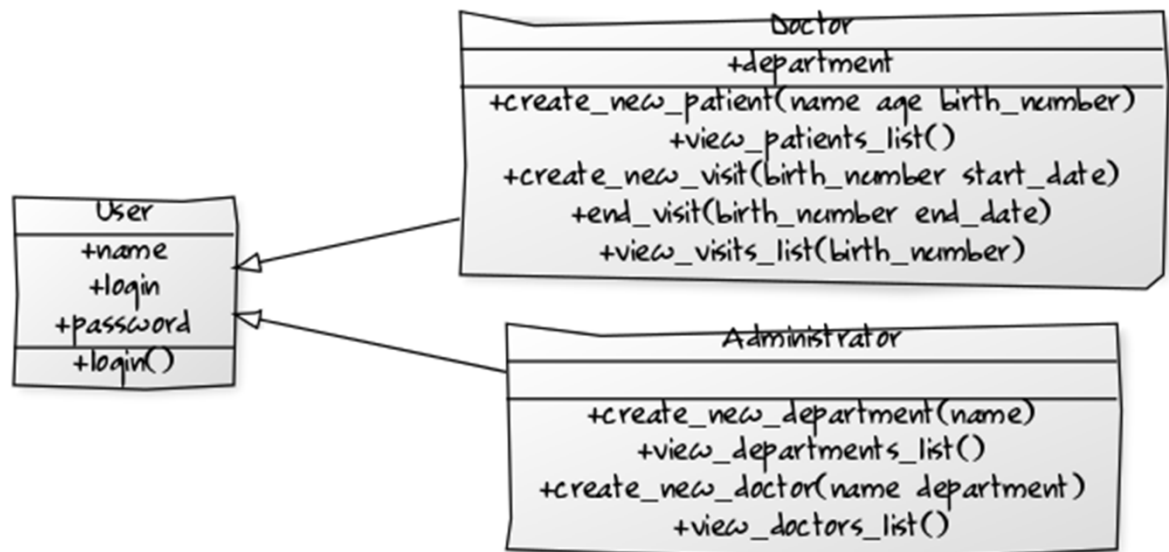 User
+name
+login
+password
+login()
Doctor
+department
+create_new_patient(name age birth_number)
+view_patients_list()
+create_new_visit(birth_number start_date)
+end_visit(birth_number end_date)
+view_visits_list(birth_number)
Administrator
+create_new_department(name)
+view_departments_list()
+create_new_doctor(name department)
+view_doctors_list()